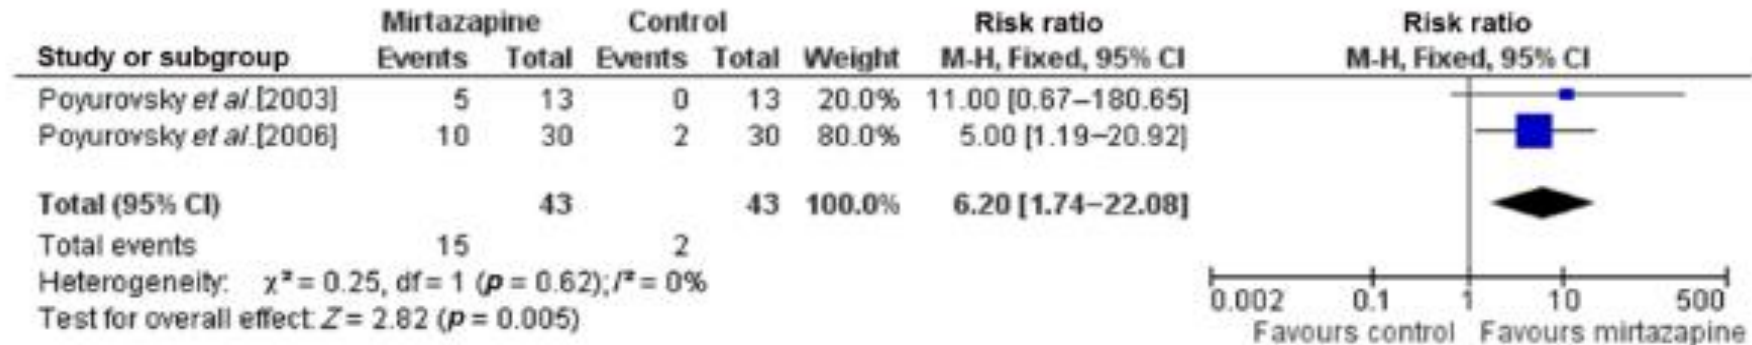 Mirtazapine Control Risk ratio Risk ratio
Study or subgroup Events Total Events Total Weight M-H, Fixed, 95% CI M-H, Fixed, 95% CI
Poyurovsky et al.[2003] 5 13 0 13 20.0% 11.00 [0.67–180.65]
Poyurovsky et al.[2006] 10 30 2 30 80.0% 5.00 [1.19–20.92]
Total (95% CI) 43 43 100.0% 6.20 [1.74–22.08]
Total events 15 2
Heterogeneity: χ² = 0.25, df = 1 (p = 0.62); I² = 0%
Test for overall effect: Z = 2.82 (p = 0.005)
0.002 0.1 1 10 500
Favours control Favours mirtazapine